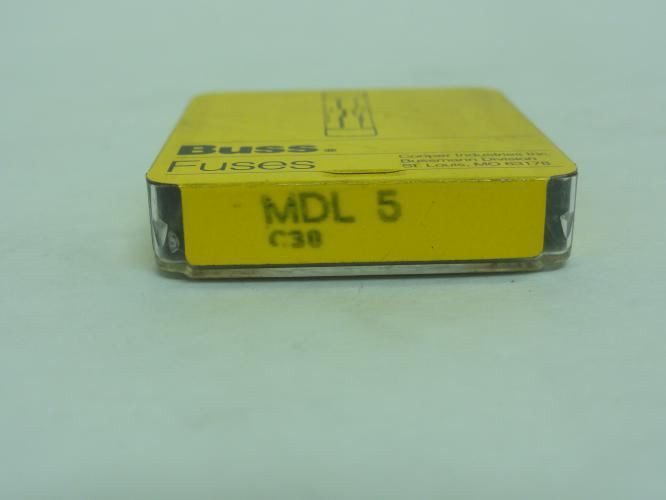 Buss®
Fuses
Cooper Industries Inc.
Bussmann Division
St. Louis, MO 63178
MDL 5
C38